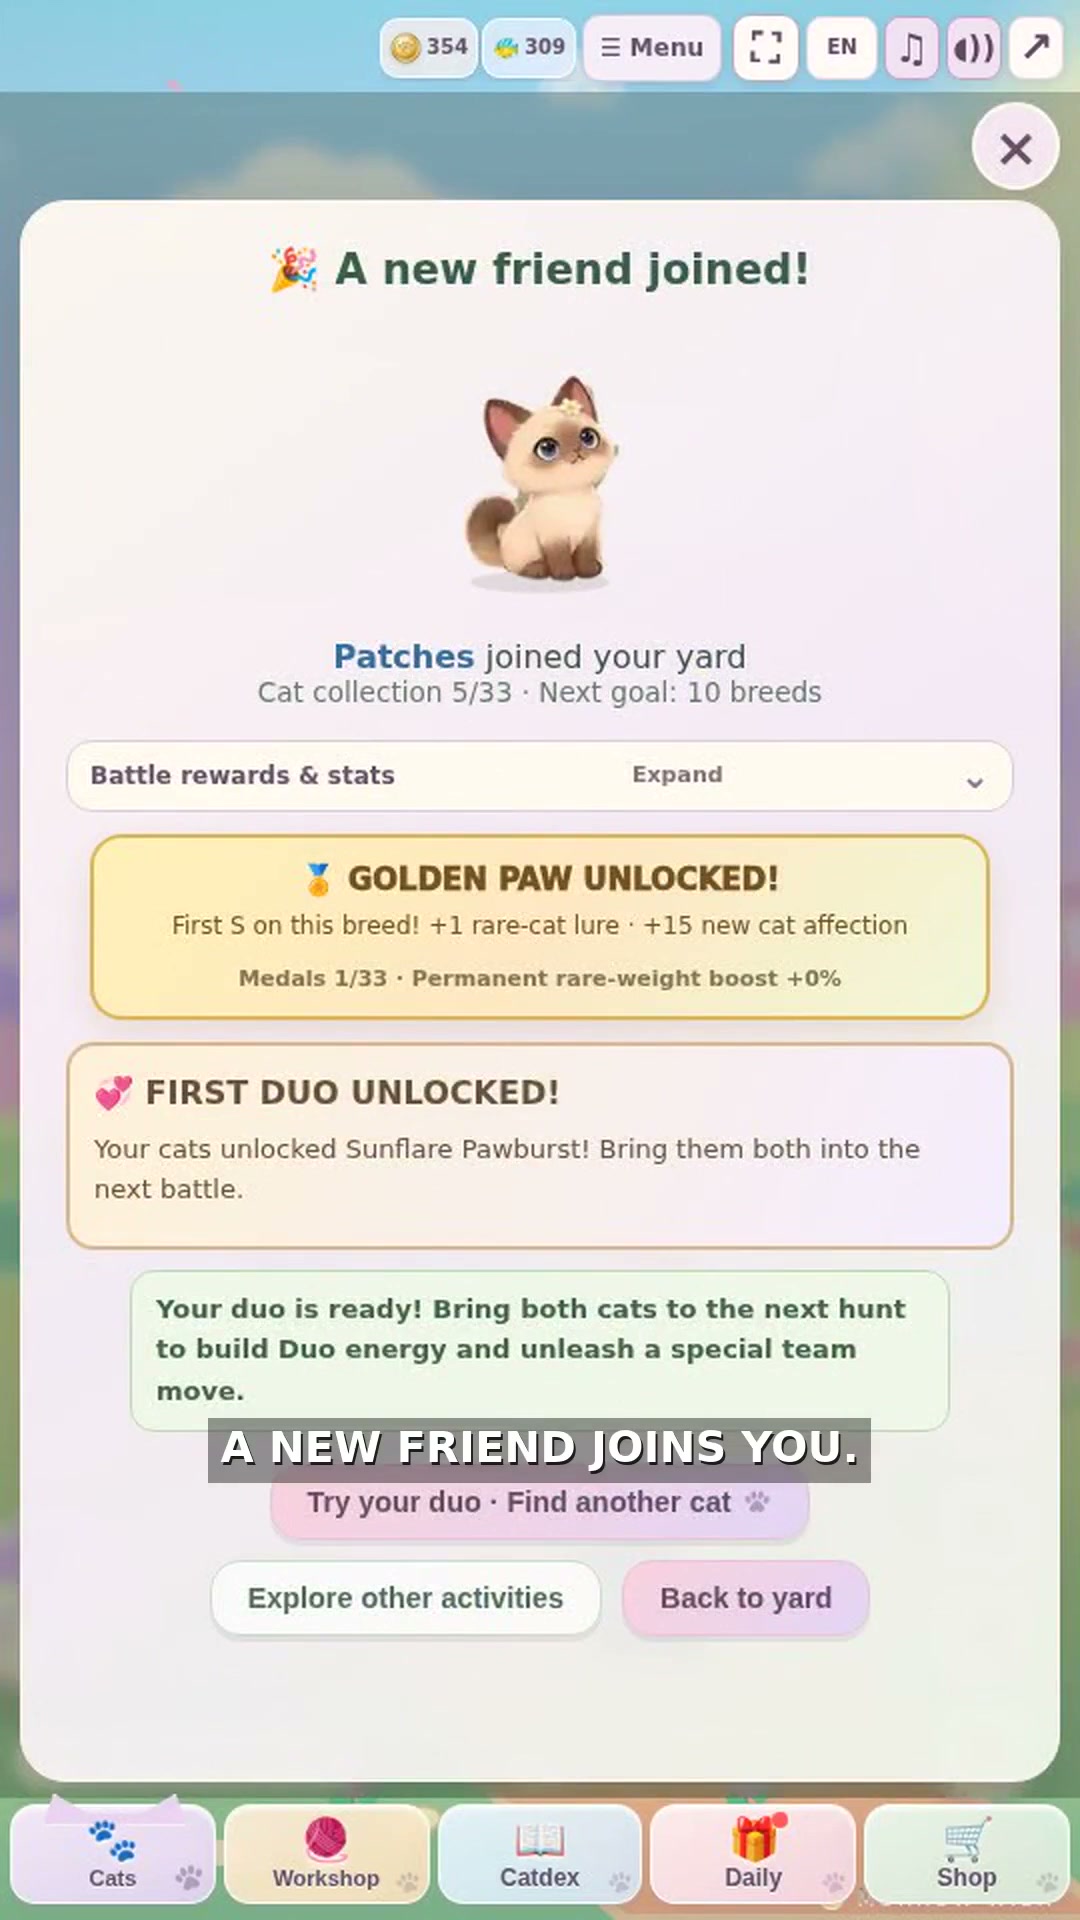 354
309
☰ Menu
EN
🎉 A new friend joined!
Patches joined your yard
Cat collection 5/33 · Next goal: 10 breeds
Battle rewards & stats
Expand
🏅 GOLDEN PAW UNLOCKED!
First S on this breed! +1 rare-cat lure · +15 new cat affection
Medals 1/33 · Permanent rare-weight boost +0%
💞 FIRST DUO UNLOCKED!
Your cats unlocked Sunflare Pawburst! Bring them both into the
next battle.
Your duo is ready! Bring both cats to the next hunt
to build Duo energy and unleash a special team
move.
A NEW FRIEND JOINS YOU.
Try your duo · Find another cat 🐾
Explore other activities
Back to yard
Cats
Workshop
Catdex
Daily
Shop